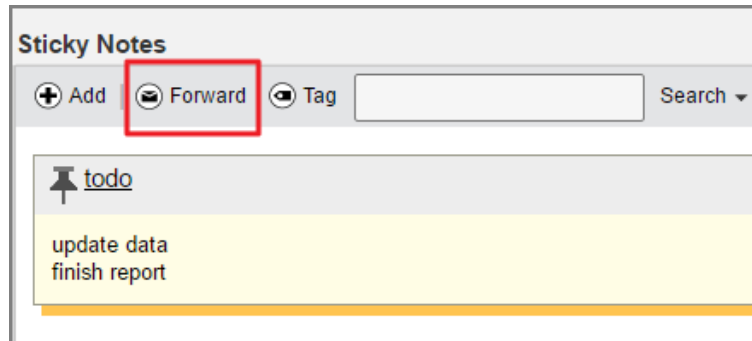 Sticky Notes
Add | Forward Tag Search
todo
update data
finish report